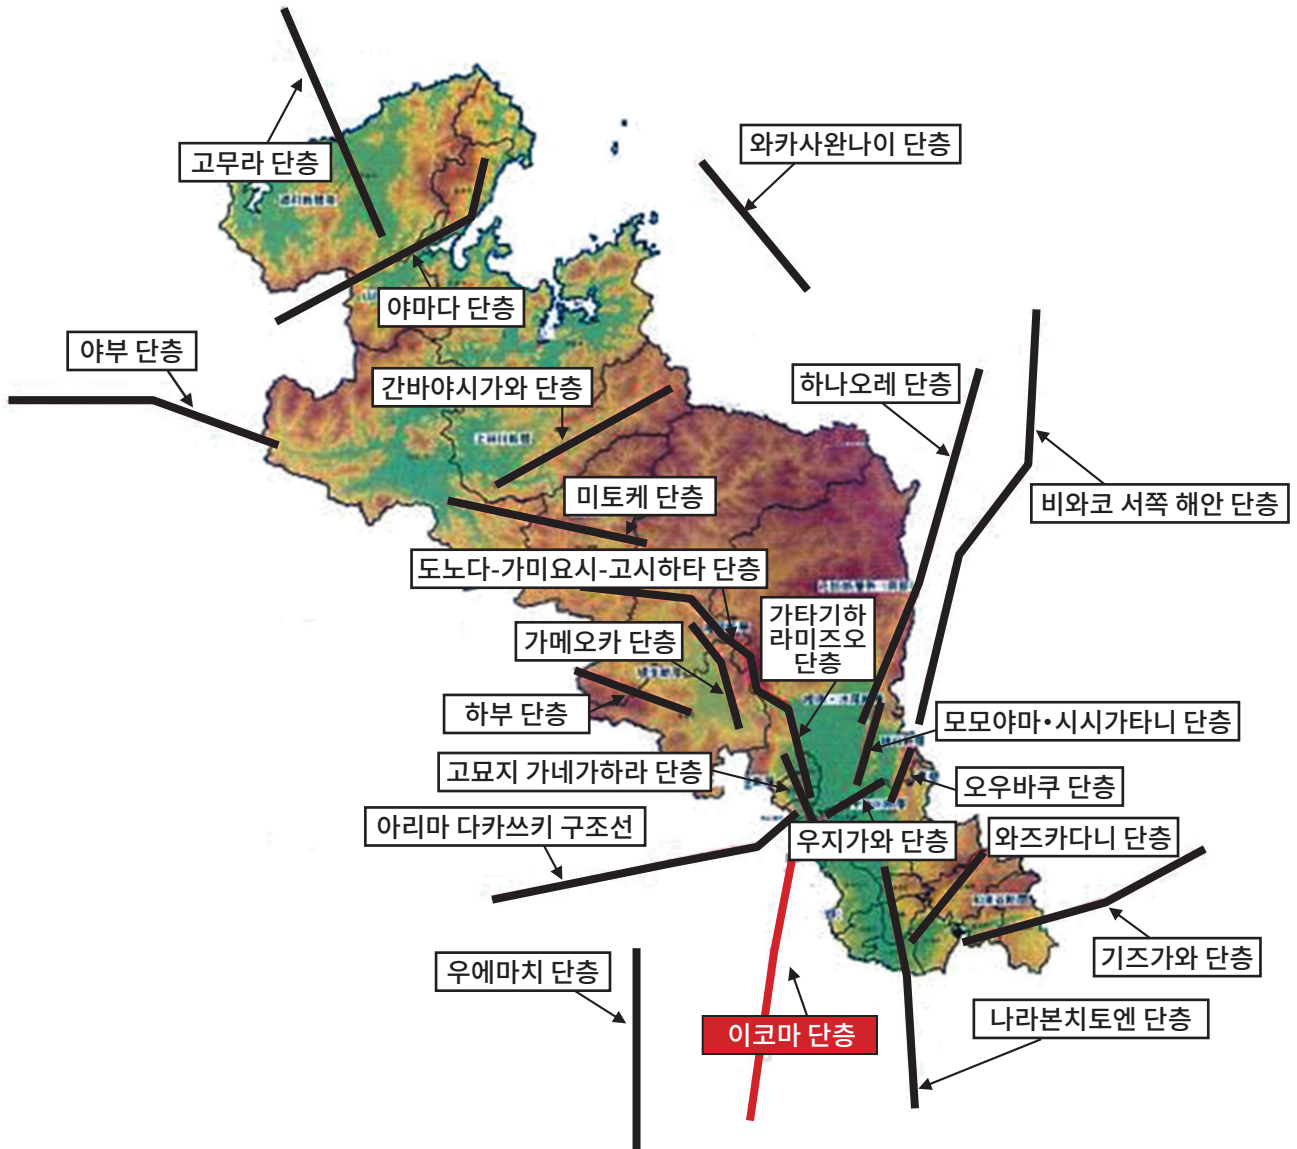 와카사완나이 단층
고무라 단층
야마다 단층
야부 단층
간바야시가와 단층
하나오레 단층
미토케 단층
비와코 서쪽 해안 단층
도노다-가미요시-고시하타 단층
가타기하
라미즈오
단층
가메오카 단층
하부 단층
모모야마•시시가타니 단층
고묘지 가네가하라 단층
오우바쿠 단층
아리마 다카쓰키 구조선
우지가와 단층
와즈카다니 단층
기즈가와 단층
우에마치 단층
나라본치토엔 단층
이코마 단층